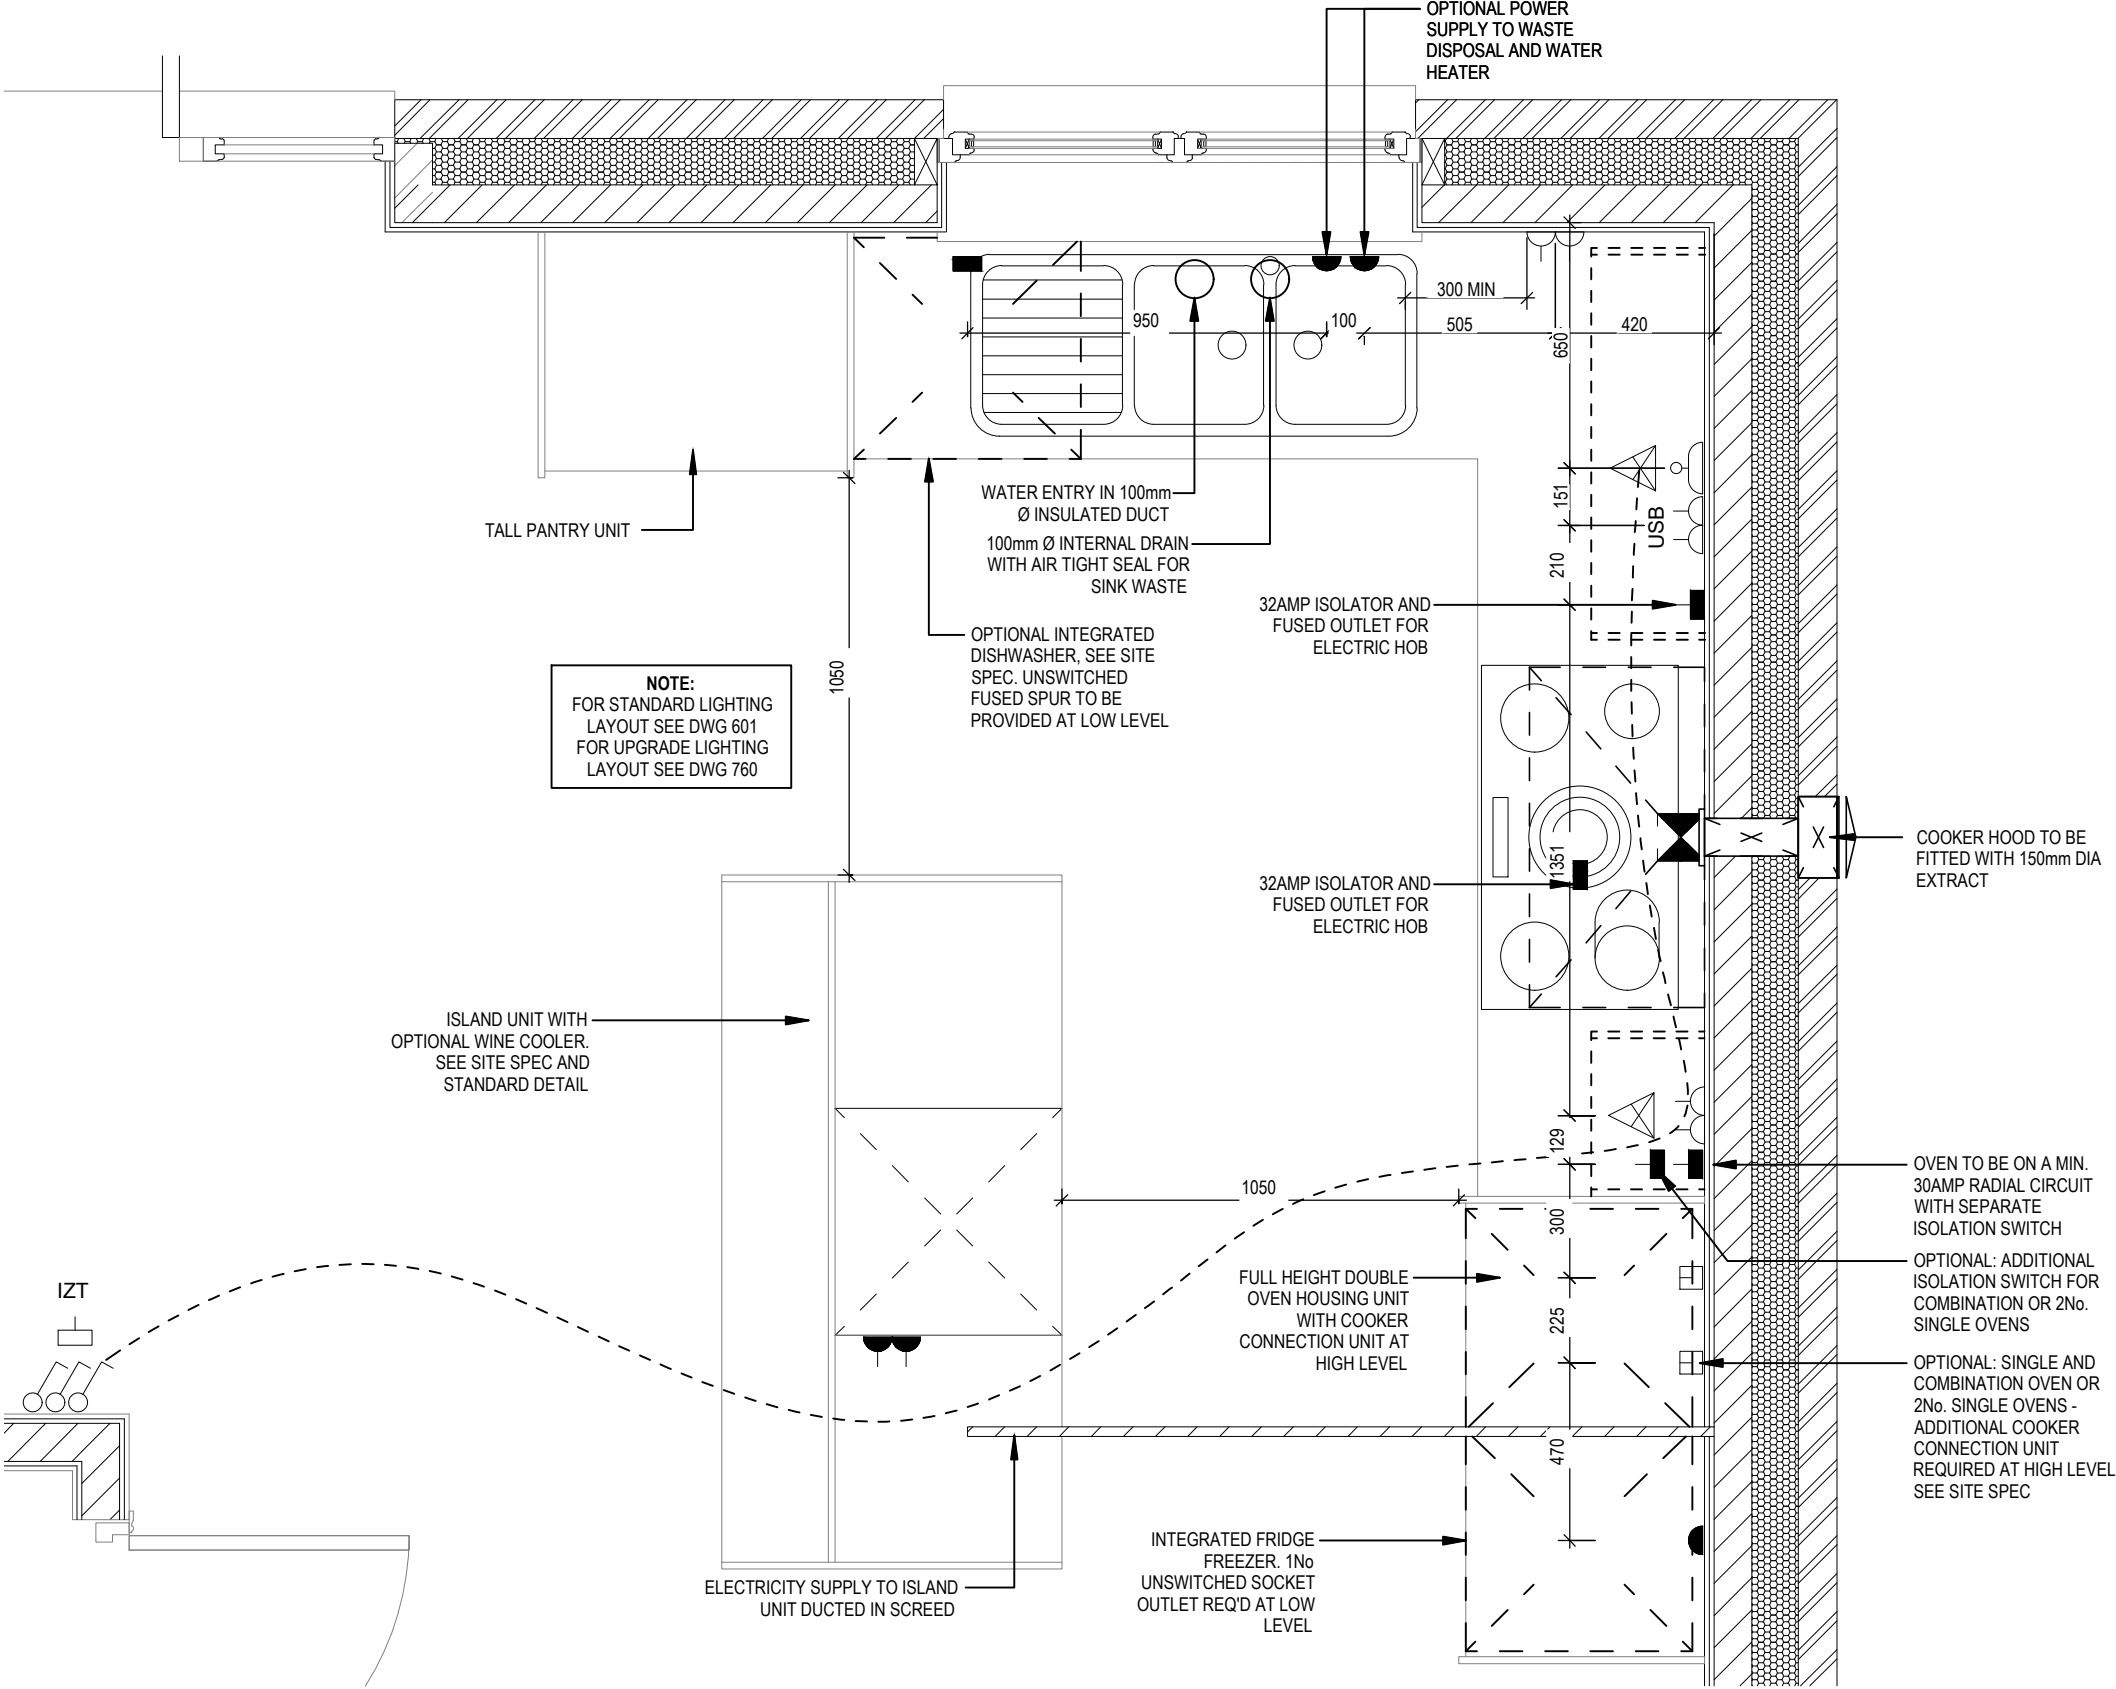 OPTIONAL POWER
SUPPLY TO WASTE
DISPOSAL AND WATER
HEATER
300 MIN
950
100
505
420
650
TALL PANTRY UNIT
WATER ENTRY IN 100mm
Ø INSULATED DUCT
100mm Ø INTERNAL DRAIN
WITH AIR TIGHT SEAL FOR
SINK WASTE
151
USB
210
32AMP ISOLATOR AND
FUSED OUTLET FOR
ELECTRIC HOB
OPTIONAL INTEGRATED
DISHWASHER, SEE SITE
SPEC. UNSWITCHED
FUSED SPUR TO BE
PROVIDED AT LOW LEVEL
1050
NOTE:
FOR STANDARD LIGHTING
LAYOUT SEE DWG 601
FOR UPGRADE LIGHTING
LAYOUT SEE DWG 760
1351
32AMP ISOLATOR AND
FUSED OUTLET FOR
ELECTRIC HOB
COOKER HOOD TO BE
FITTED WITH 150mm DIA
EXTRACT
ISLAND UNIT WITH
OPTIONAL WINE COOLER.
SEE SITE SPEC AND
STANDARD DETAIL
129
OVEN TO BE ON A MIN.
30AMP RADIAL CIRCUIT
WITH SEPARATE
ISOLATION SWITCH
1050
300
OPTIONAL: ADDITIONAL
ISOLATION SWITCH FOR
COMBINATION OR 2No.
SINGLE OVENS
IZT
FULL HEIGHT DOUBLE
OVEN HOUSING UNIT
WITH COOKER
CONNECTION UNIT AT
HIGH LEVEL
225
OPTIONAL: SINGLE AND
COMBINATION OVEN OR
2No. SINGLE OVENS -
ADDITIONAL COOKER
CONNECTION UNIT
REQUIRED AT HIGH LEVEL
SEE SITE SPEC
470
INTEGRATED FRIDGE
FREEZER. 1No
UNSWITCHED SOCKET
OUTLET REQ'D AT LOW
LEVEL
ELECTRICITY SUPPLY TO ISLAND
UNIT DUCTED IN SCREED